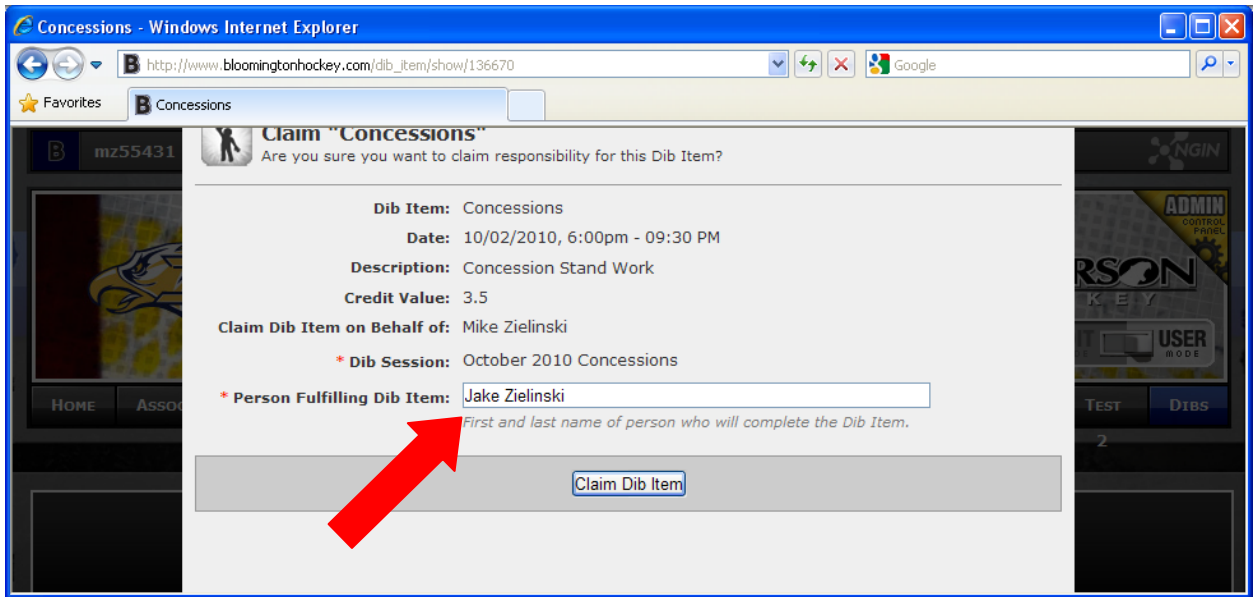 Concessions - Windows Internet Explorer
B http://www.bloomingtonhockey.com/dib_item/show/136670
Google
Favorites
B Concessions
B mz55431
Claim "Concessions"
NGIN
Are you sure you want to claim responsibility for this Dib Item?
Dib Item: Concessions
ADMIN
CONTROL
PANEL
Date: 10/02/2010, 6:00pm - 09:30 PM
Description: Concession Stand Work
RSON
Credit Value: 3.5
KEY
Claim Dib Item on Behalf of: Mike Zielinski
USER
MODE
* Dib Session: October 2010 Concessions
* Person Fulfilling Dib Item: Jake Zielinski
HOME ASSOC
TEST DIBS
First and last name of person who will complete the Dib Item.
2
Claim Dib Item